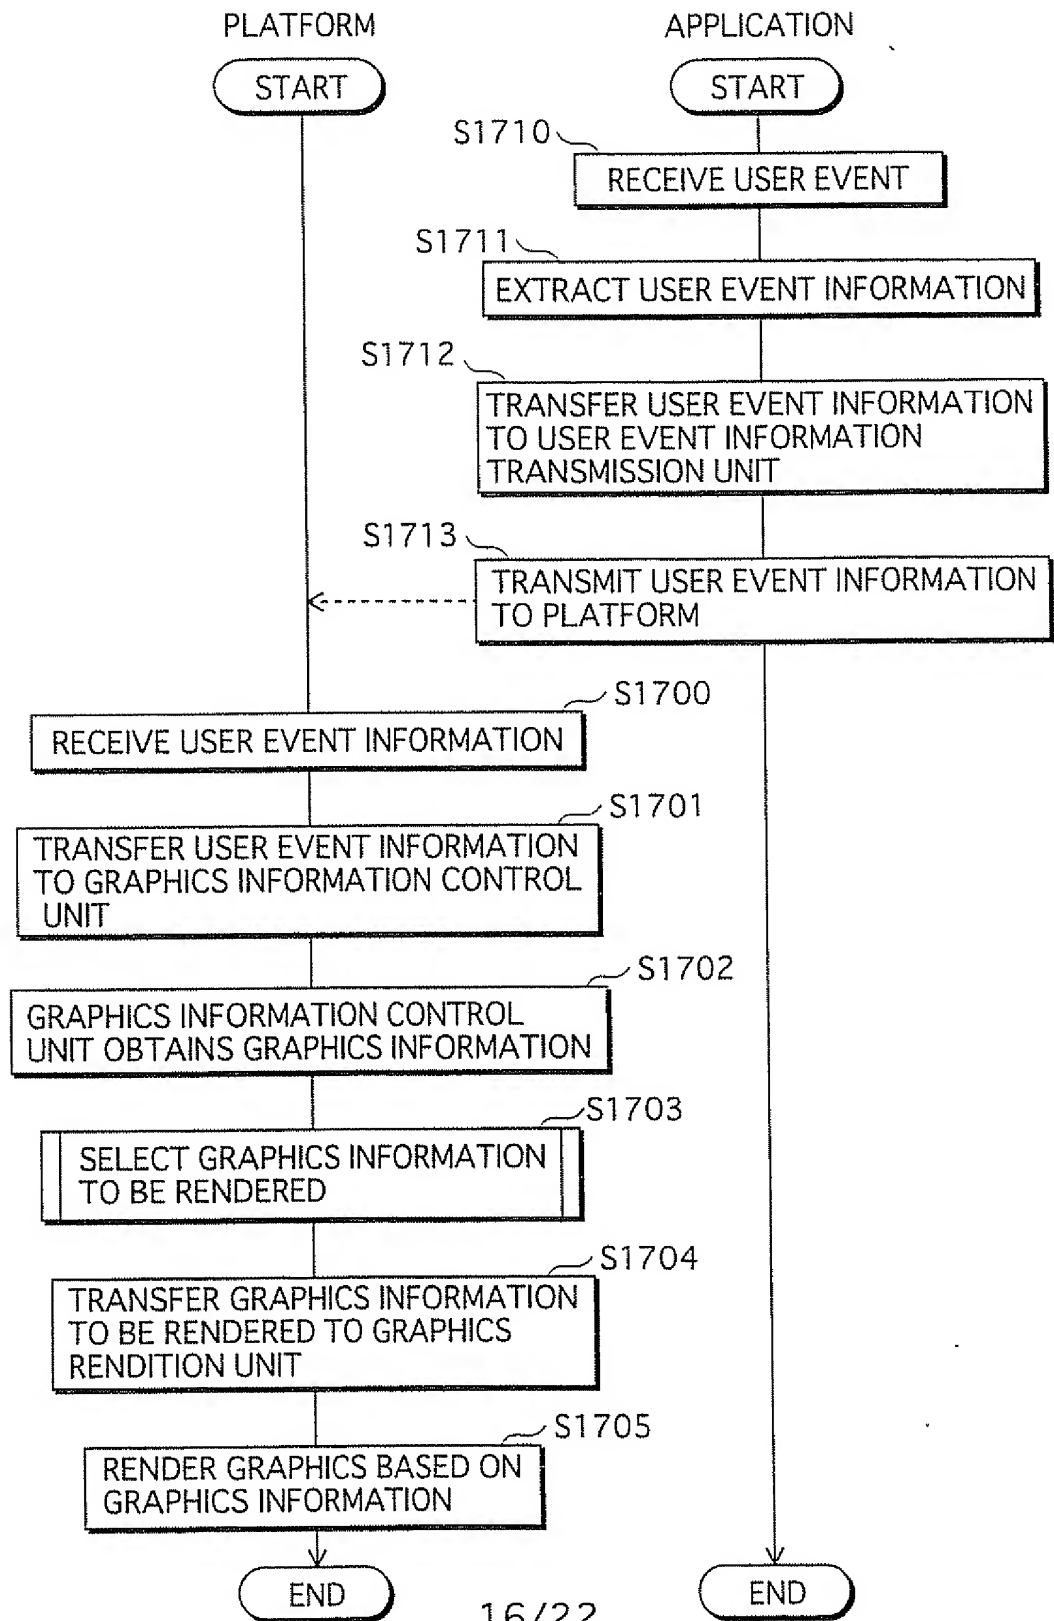 PLATFORM
APPLICATION
START
START
S1710
RECEIVE USER EVENT
S1711
EXTRACT USER EVENT INFORMATION
S1712
TRANSFER USER EVENT INFORMATION
TO USER EVENT INFORMATION
TRANSMISSION UNIT
S1713
TRANSMIT USER EVENT INFORMATION
TO PLATFORM
S1700
RECEIVE USER EVENT INFORMATION
S1701
TRANSFER USER EVENT INFORMATION
TO GRAPHICS INFORMATION CONTROL
UNIT
S1702
GRAPHICS INFORMATION CONTROL
UNIT OBTAINS GRAPHICS INFORMATION
S1703
SELECT GRAPHICS INFORMATION
TO BE RENDERED
S1704
TRANSFER GRAPHICS INFORMATION
TO BE RENDERED TO GRAPHICS
RENDITION UNIT
S1705
RENDER GRAPHICS BASED ON
GRAPHICS INFORMATION
END
END
16/22